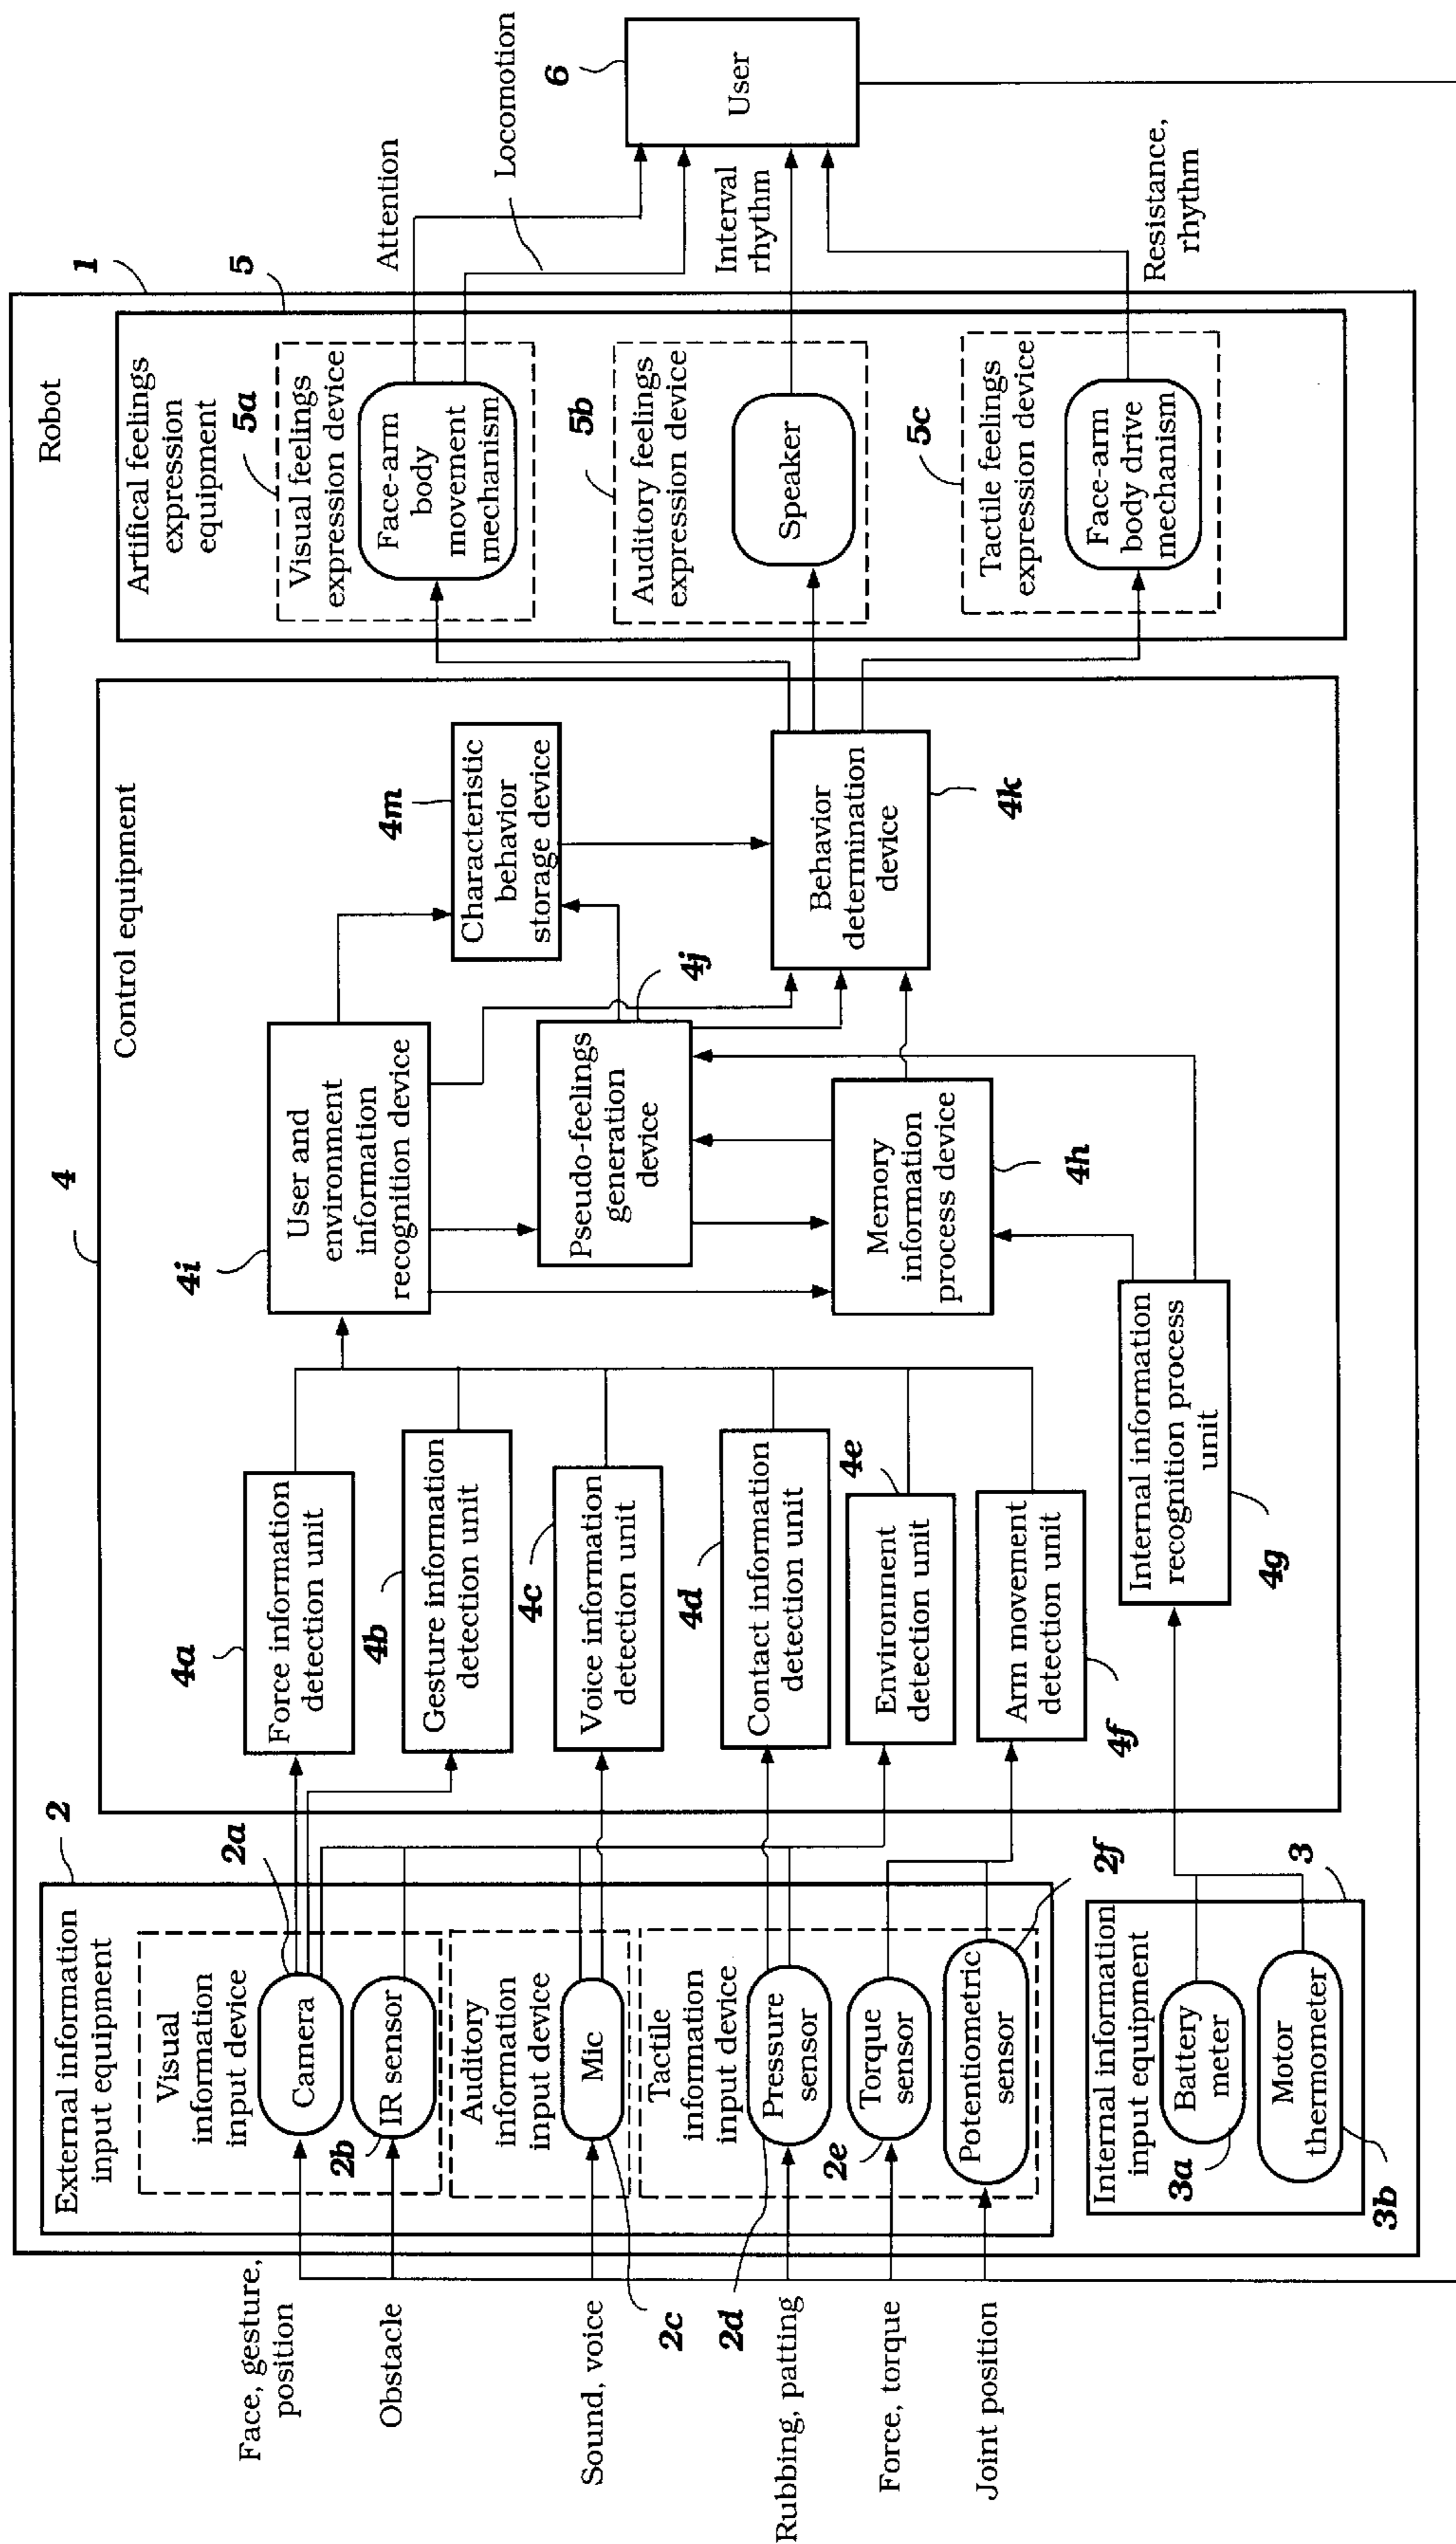 Robot
1
External information
input equipment
2
Visual
information
input device
Camera
2a
IR sensor
2b
Auditory
information
input device
Mic
2c
Tactile
information
input device
Pressure
sensor
2d
Torque
sensor
2e
Potentiometric
sensor
2f
Internal information
input equipment
3
Battery
meter
3a
Motor
thermometer
3b
Face, gesture,
position
Obstacle
Sound, voice
Rubbing, patting
Force, torque
Joint position
Control equipment
4
Force information
detection unit
4a
Gesture information
detection unit
4b
Voice information
detection unit
4c
Contact information
detection unit
4d
Environment
detection unit
4e
Arm movement
detection unit
4f
Internal information
recognition process
unit
4g
User and
environment
information
recognition device
4i
Pseudo-feelings
generation
device
4j
Memory
information
process device
4h
Characteristic
behavior
storage device
4m
Behavior
determination
device
4k
Artifical feelings
expression
equipment
5
Visual feelings
expression device
5a
Face-arm
body
movement
mechanism
Auditory feelings
expression device
5b
Speaker
Tactile feelings
expression device
5c
Face-arm
body drive
mechanism
Attention
Locomotion
Interval
rhythm
Resistance,
rhythm
User
6